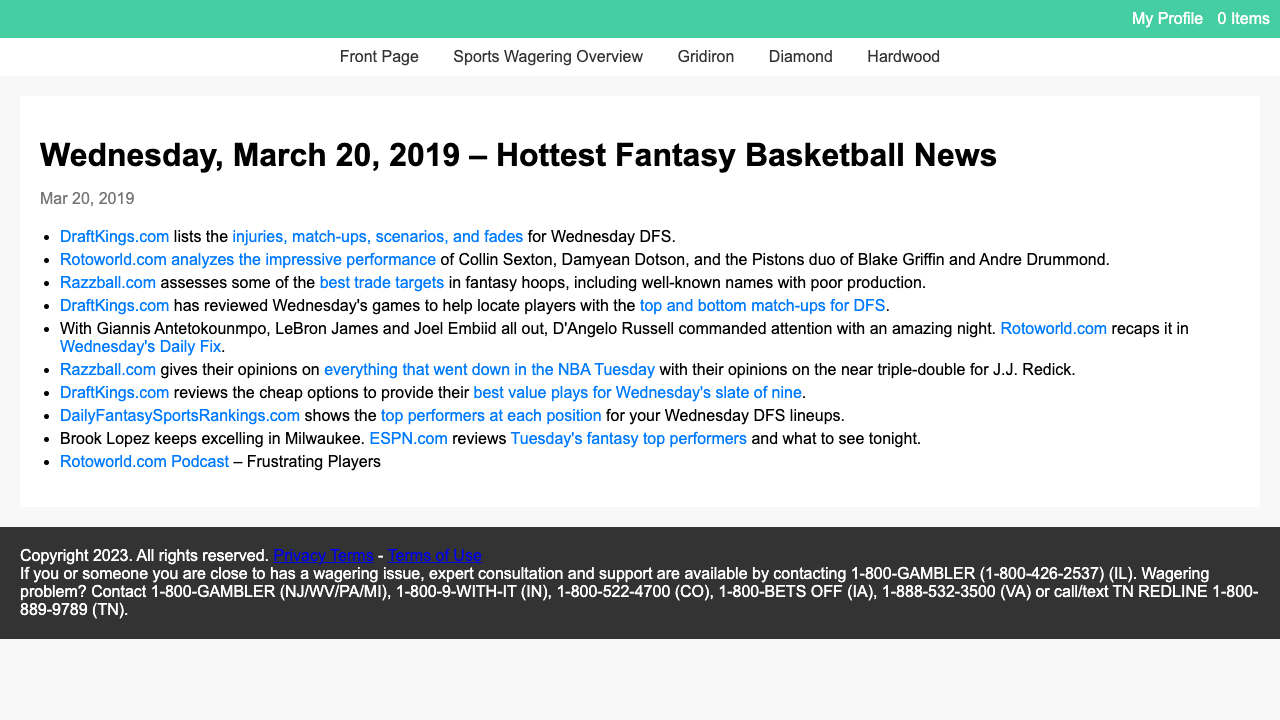 My Profile 0 Items
Front Page Sports Wagering Overview Gridiron Diamond Hardwood
Wednesday, March 20, 2019 – Hottest Fantasy Basketball News
Mar 20, 2019
• DraftKings.com lists the injuries, match-ups, scenarios, and fades for Wednesday DFS.
• Rotoworld.com analyzes the impressive performance of Collin Sexton, Damyean Dotson, and the Pistons duo of Blake Griffin and Andre Drummond.
• Razzball.com assesses some of the best trade targets in fantasy hoops, including well-known names with poor production.
• DraftKings.com has reviewed Wednesday's games to help locate players with the top and bottom match-ups for DFS.
• With Giannis Antetokounmpo, LeBron James and Joel Embiid all out, D'Angelo Russell commanded attention with an amazing night. Rotoworld.com recaps it in
Wednesday's Daily Fix.
• Razzball.com gives their opinions on everything that went down in the NBA Tuesday with their opinions on the near triple-double for J.J. Redick.
• DraftKings.com reviews the cheap options to provide their best value plays for Wednesday's slate of nine.
• DailyFantasySportsRankings.com shows the top performers at each position for your Wednesday DFS lineups.
• Brook Lopez keeps excelling in Milwaukee. ESPN.com reviews Tuesday's fantasy top performers and what to see tonight.
• Rotoworld.com Podcast – Frustrating Players
Copyright 2023. All rights reserved. Privacy Terms - Terms of Use
If you or someone you are close to has a wagering issue, expert consultation and support are available by contacting 1-800-GAMBLER (1-800-426-2537) (IL). Wagering
problem? Contact 1-800-GAMBLER (NJ/WV/PA/MI), 1-800-9-WITH-IT (IN), 1-800-522-4700 (CO), 1-800-BETS OFF (IA), 1-888-532-3500 (VA) or call/text TN REDLINE 1-800-
889-9789 (TN).